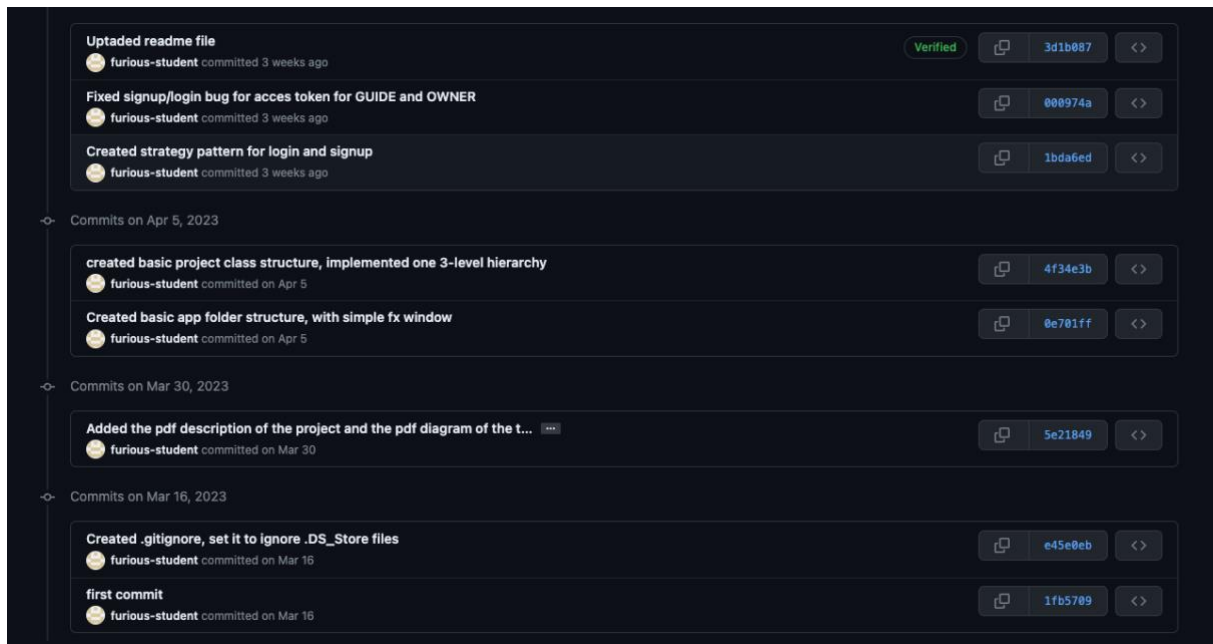 Uptaded readme file
Verified
3d1b087
furious-student committed 3 weeks ago
Fixed signup/login bug for acces token for GUIDE and OWNER
000974a
furious-student committed 3 weeks ago
Created strategy pattern for login and signup
1bda6ed
furious-student committed 3 weeks ago
Commits on Apr 5, 2023
created basic project class structure, implemented one 3-level hierarchy
4f34e3b
furious-student committed on Apr 5
Created basic app folder structure, with simple fx window
0e701ff
furious-student committed on Apr 5
Commits on Mar 30, 2023
Added the pdf description of the project and the pdf diagram of the t... ...
5e21849
furious-student committed on Mar 30
Commits on Mar 16, 2023
Created .gitignore, set it to ignore .DS_Store files
e45e0eb
furious-student committed on Mar 16
first commit
1fb5709
furious-student committed on Mar 16